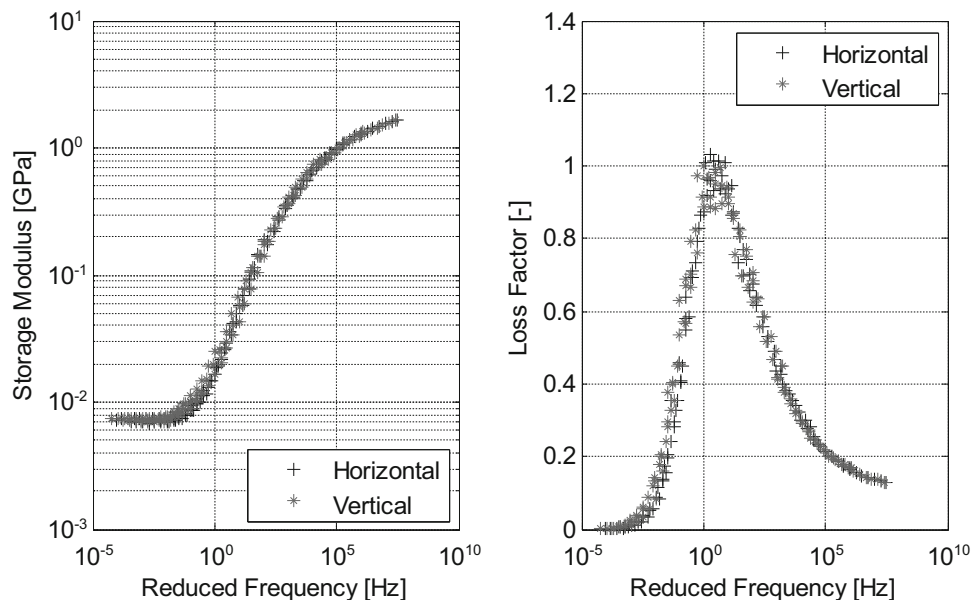 10^1
10^0
10^-1
10^-2
10^-3
Storage Modulus [GPa]
Horizontal
Vertical
10^-5
10^0
10^5
10^10
Reduced Frequency [Hz]
1.4
1.2
1
0.8
0.6
0.4
0.2
0
Loss Factor [-]
Horizontal
Vertical
10^-5
10^0
10^5
10^10
Reduced Frequency [Hz]